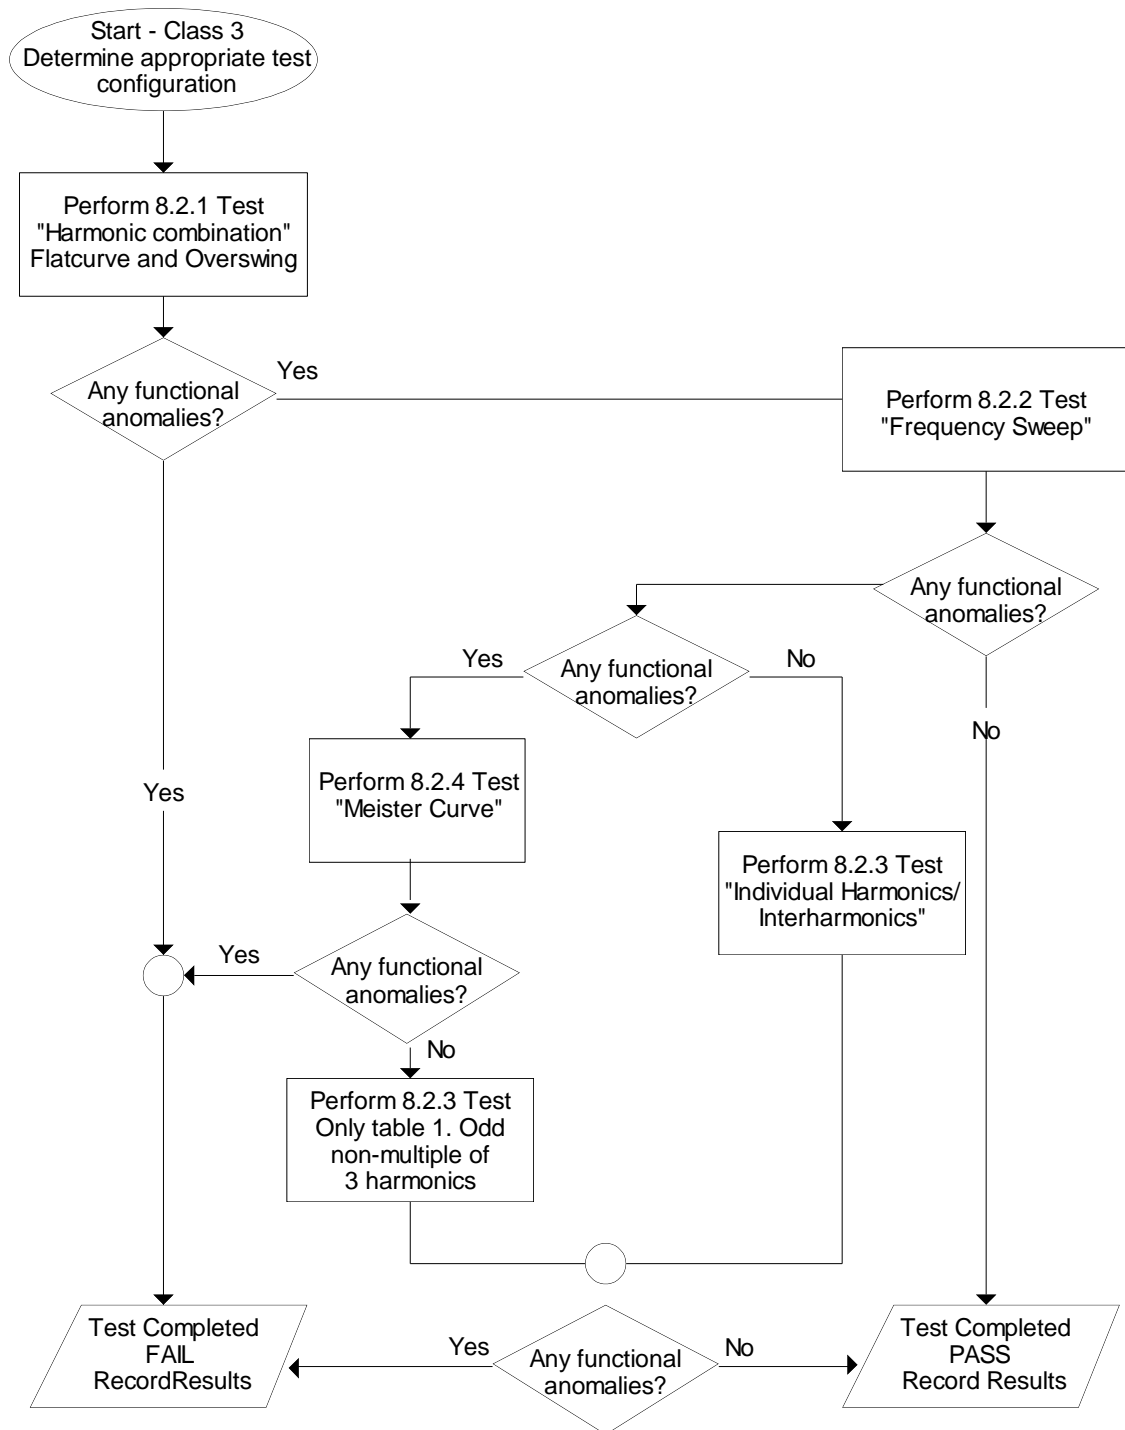 Start - Class 3
Determine appropriate test
configuration
Perform 8.2.1 Test
"Harmonic combination"
Flatcurve and Overswing
Any functional
anomalies?
Yes
Perform 8.2.2 Test
"Frequency Sweep"
Any functional
anomalies?
Yes
Any functional
anomalies?
No
No
Perform 8.2.4 Test
"Meister Curve"
Yes
Perform 8.2.3 Test
"Individual Harmonics/
Interharmonics"
Yes
Any functional
anomalies?
No
Perform 8.2.3 Test
Only table 1. Odd
non-multiple of
3 harmonics
Test Completed
FAIL
RecordResults
Yes
Any functional
anomalies?
No
Test Completed
PASS
Record Results